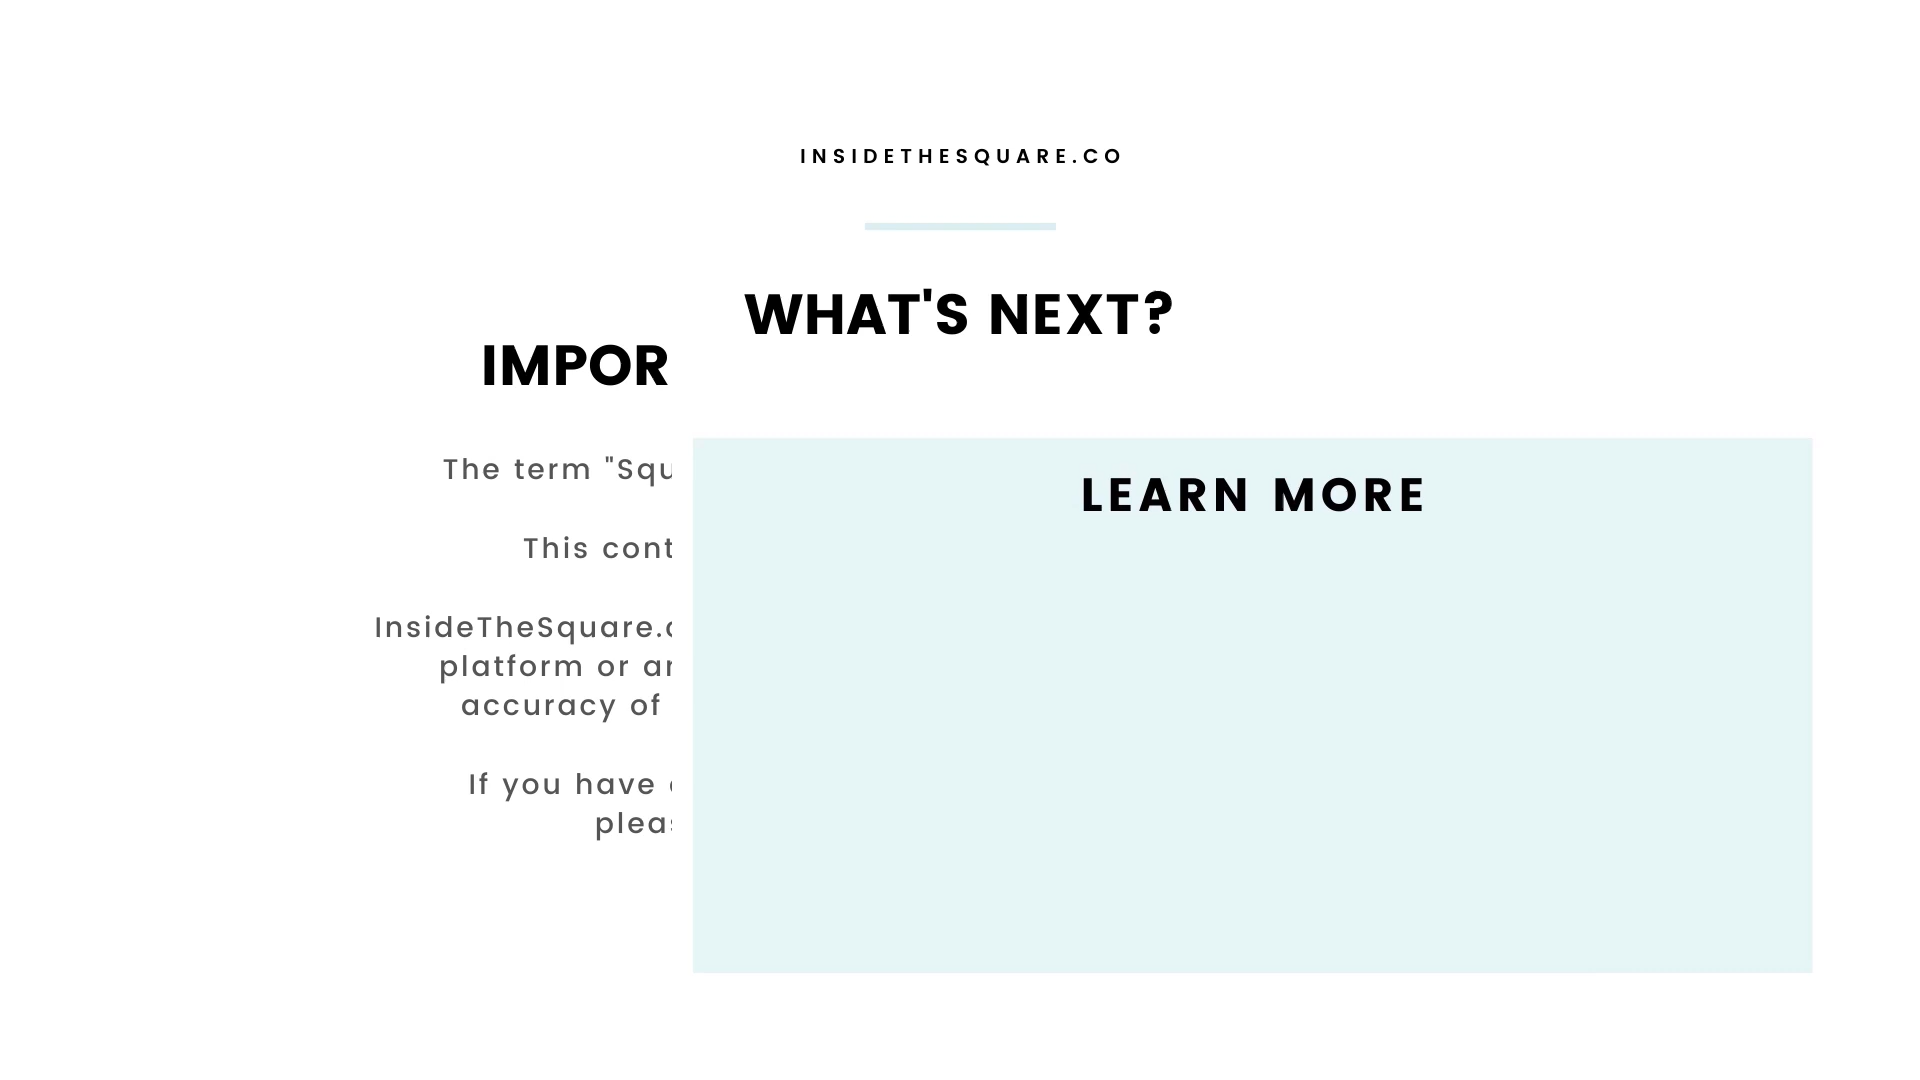 INSIDETHESQUARE.CO
WHAT'S NEXT?
IMPOR
The term "Squ
This cont
InsideTheSquare.c
platform or an
accuracy of
If you have
pleas
LEARN MORE